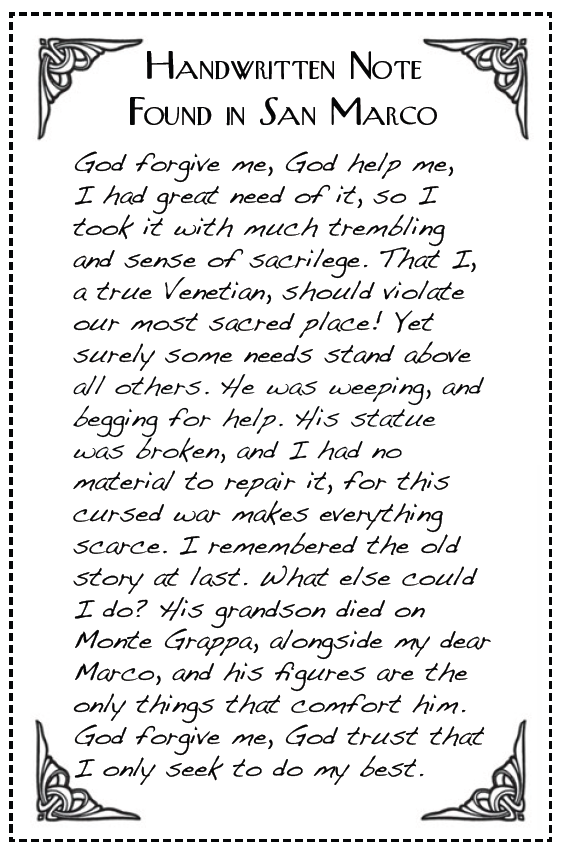 Handwritten Note
Found in San Marco
God forgive me, God help me,
I had great need of it, so I
took it with much trembling
and sense of sacrilege. That I,
a true Venetian, should violate
our most sacred place! Yet
surely some needs stand above
all others. He was weeping, and
begging for help. His statue
was broken, and I had no
material to repair it, for this
cursed war makes everything
scarce. I remembered the old
story at last. What else could
I do? His grandson died on
Monte Grappa, alongside my dear
Marco, and his figures are the
only things that comfort him.
God forgive me, God trust that
I only seek to do my best.